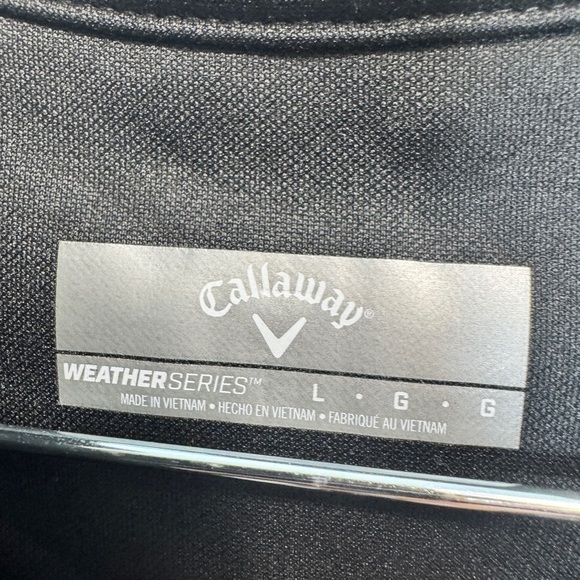 Callaway®
WEATHERSERIES™ L · G · G
MADE IN VIETNAM • HECHO EN VIETNAM • FABRIQUÉ AU VIETNAM